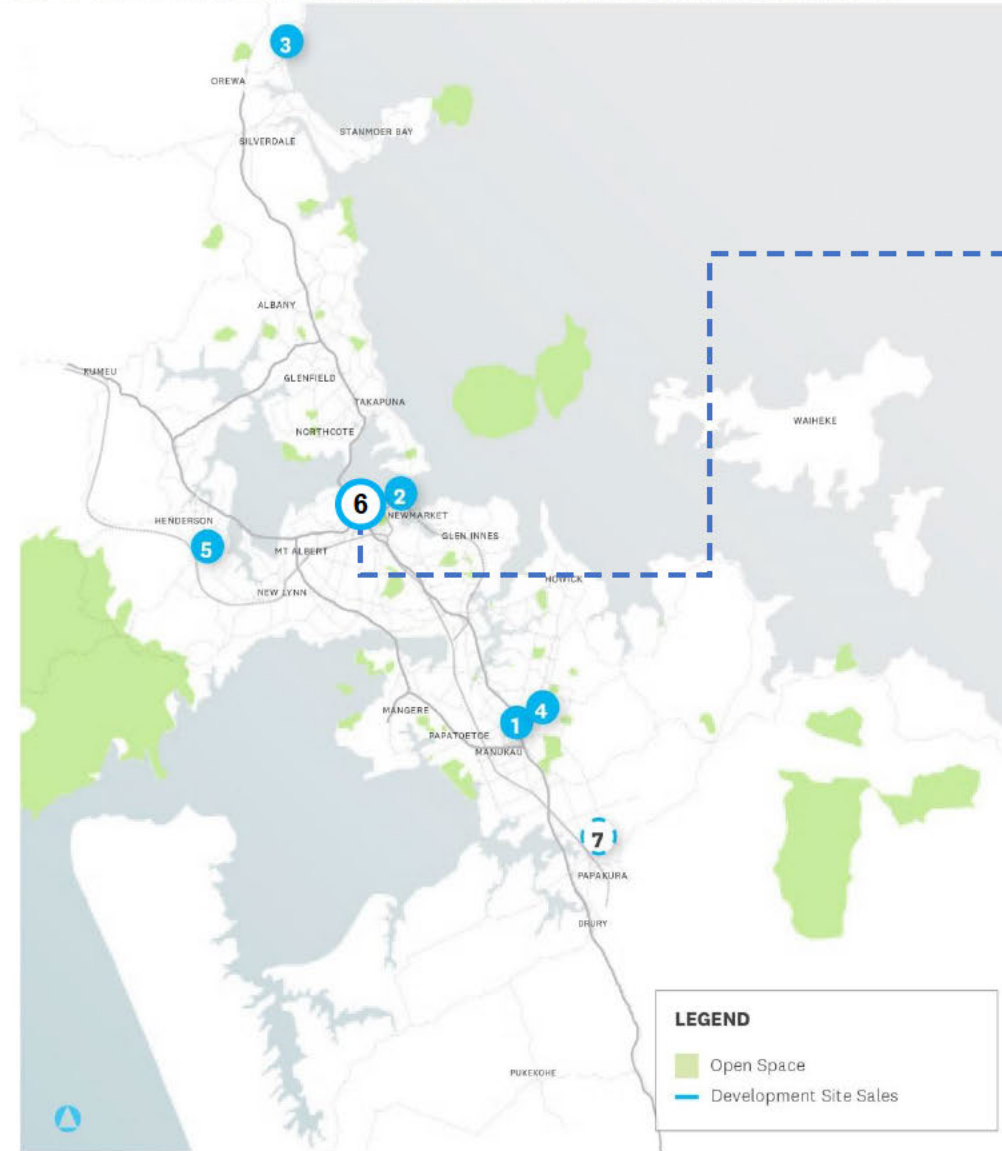 3
OREWA
STANMOER BAY
SILVERDALE
ALBANY
KUMEU
GLENFIELD
TAKAPUNA
WAIHEKE
NORTHCOTE
6
2
NEWMARKET
HENDERSON
GLEN INNES
5
MT ALBERT
HOWICK
NEW LYNN
MANGERE
4
1
PAPATOETOE
MANUKAU
7
PAPAKURA
DRURY
LEGEND
Open Space
PUKEKOHE
Development Site Sales